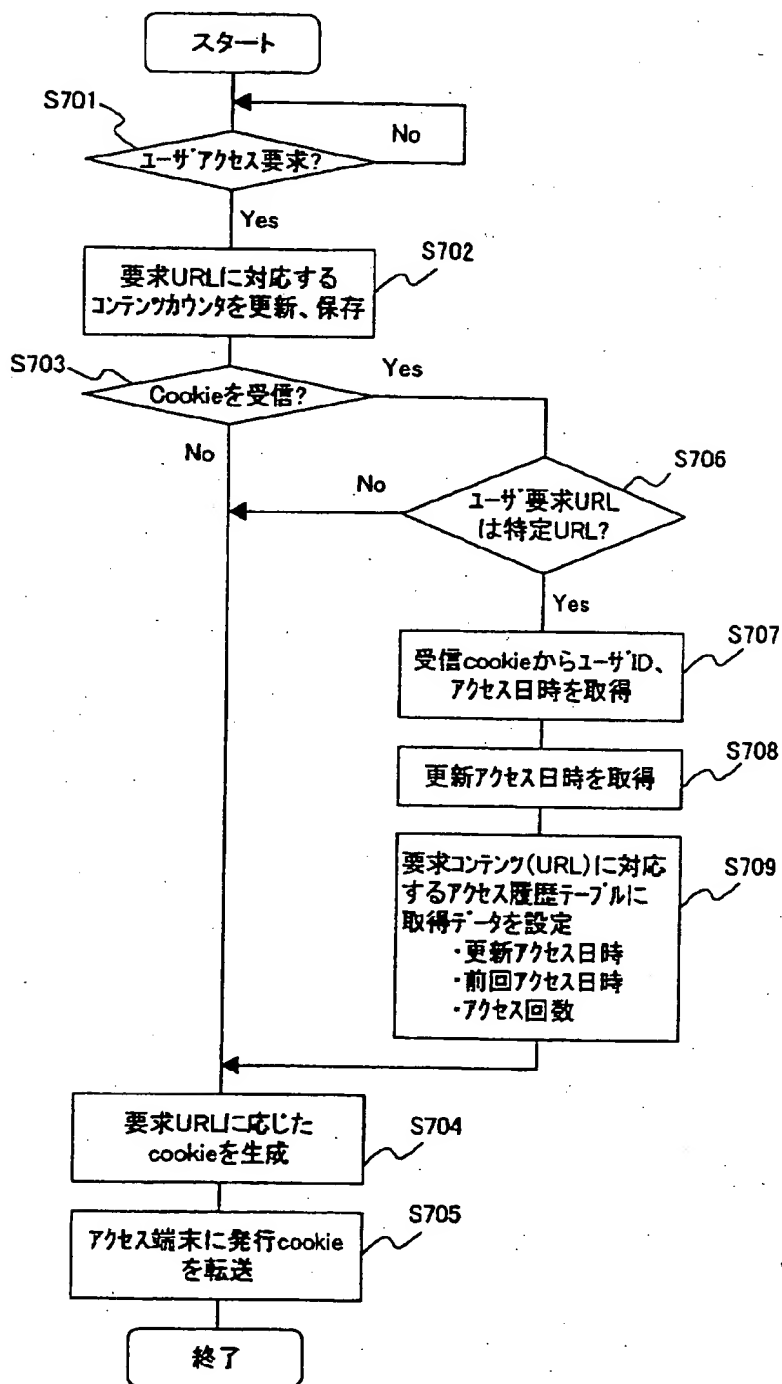 スタート
S701
No
ユーザアクセス要求?
Yes
S702
要求URLに対応する
コンテンツカウンタを更新、保存
S703
Yes
Cookieを受信?
No
S706
No
ユーザ要求URL
は特定URL?
Yes
S707
受信cookieからユーザID、
アクセス日時を取得
S708
更新アクセス日時を取得
S709
要求コンテンツ(URL)に対応
するアクセス履歴テーブルに
取得データを設定
・更新アクセス日時
・前回アクセス日時
・アクセス回数
要求URLに応じた
cookieを生成
S704
S705
アクセス端末に発行cookie
を転送
終了